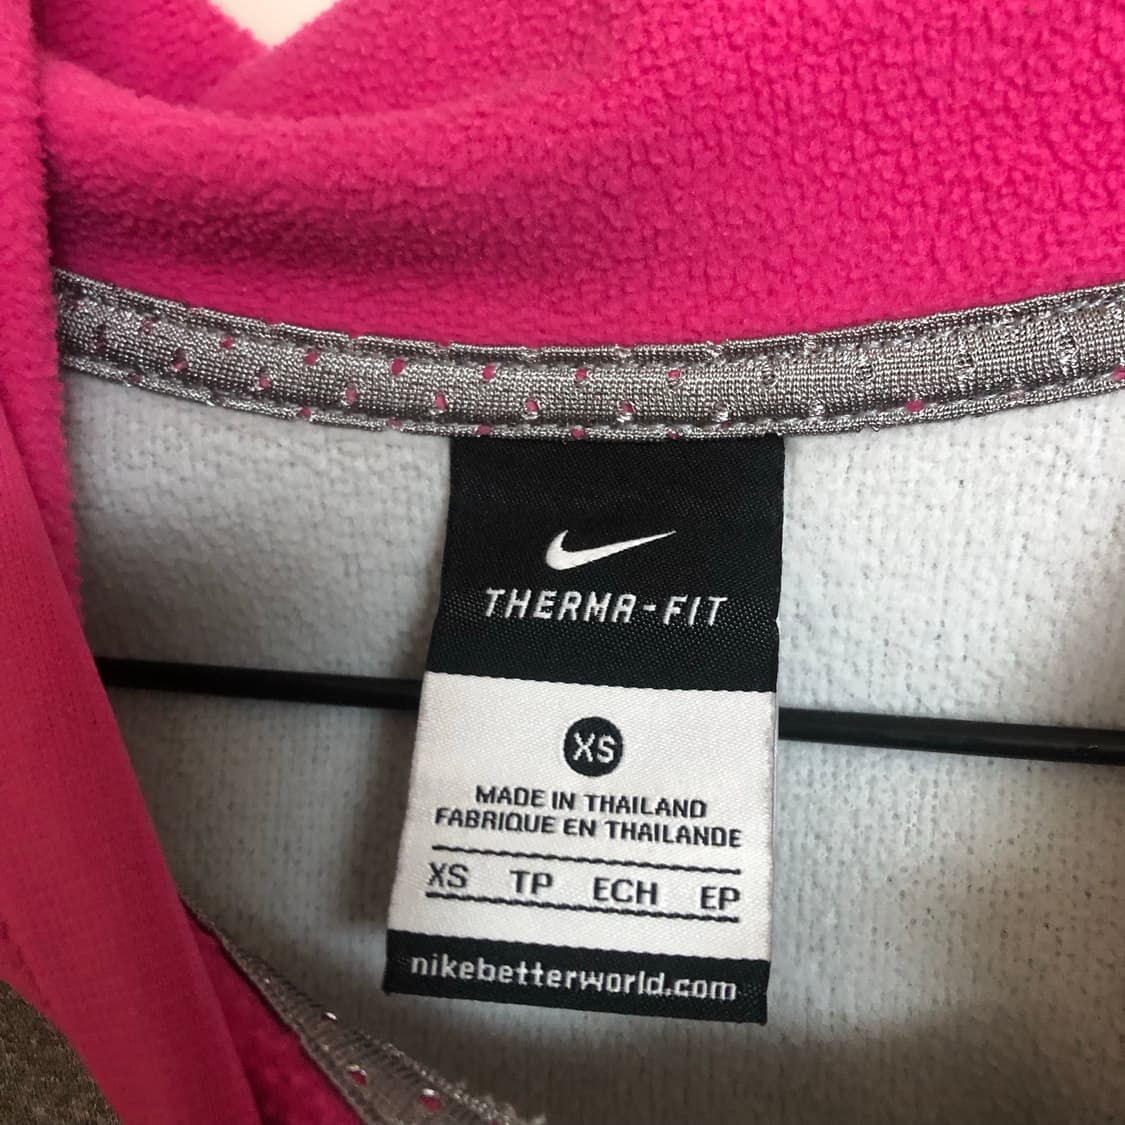 THERMA-FIT
XS
MADE IN THAILAND
FABRIQUE EN THAILANDE
XS TP ECH EP
nikebetterworld.com